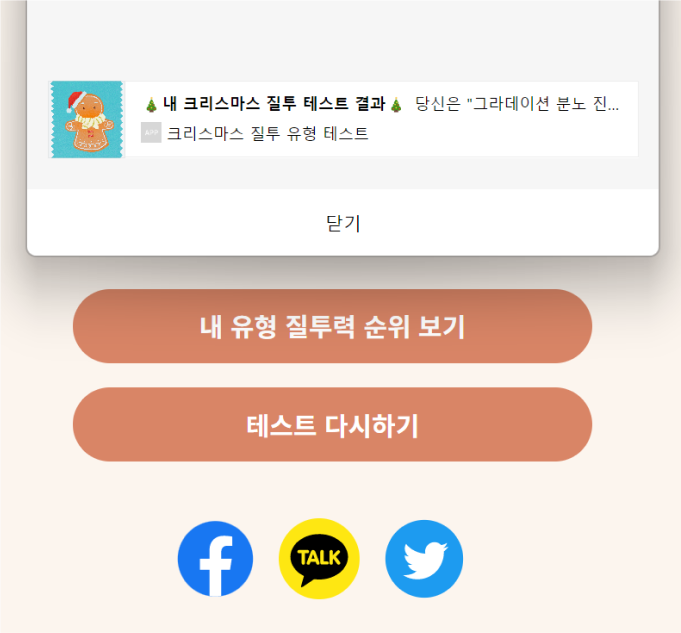 🎄내 크리스마스 질투 테스트 결과🎄 당신은 "그라데이션 분노 진...
APP 크리스마스 질투 유형 테스트
닫기
내 유형 질투력 순위 보기
테스트 다시하기
TALK